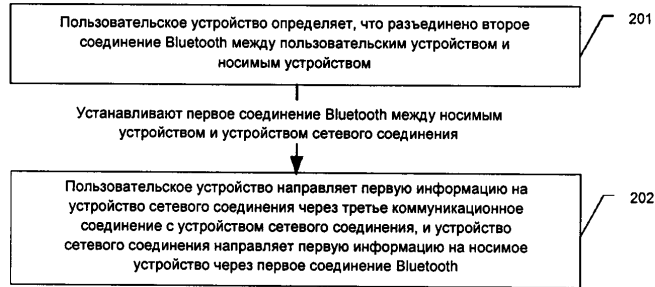 Пользовательское устройство определяет, что разъединено второе
соединение Bluetooth между пользовательским устройством и
носимым устройством
201
Устанавливают первое соединение Bluetooth между носимым
устройством и устройством сетевого соединения
Пользовательское устройство направляет первую информацию на
устройство сетевого соединения через третье коммуникационное
соединение с устройством сетевого соединения, и устройство
сетевого соединения направляет первую информацию на носимое
устройство через первое соединение Bluetooth
202